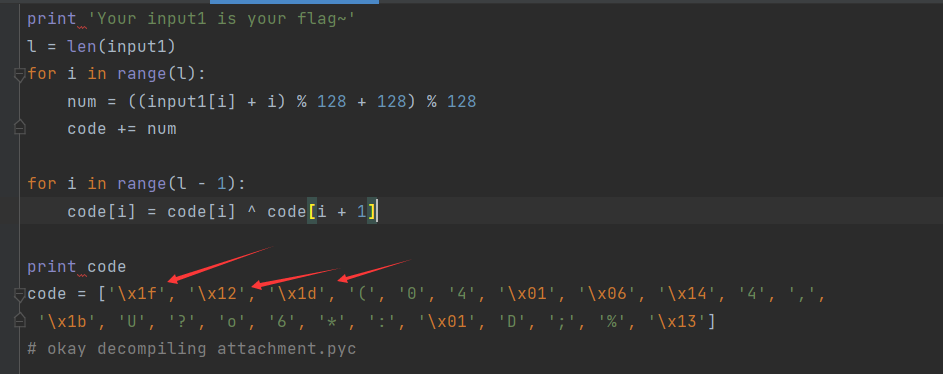 print 'Your input1 is your flag~'
l = len(input1)
for i in range(l):
    num = ((input1[i] + i) % 128 + 128) % 128
    code += num
for i in range(l - 1):
    code[i] = code[i] ^ code[i + 1]
print code
code = ['\x1f', '\x12', '\x1d', '(', '0', '4', '\x01', '\x06', '\x14', '4', ',',
 '\x1b', 'U', '?', 'o', '6', '*', ':', '\x01', 'D', ';', '%', '\x13']
# okay decompiling attachment.pyc